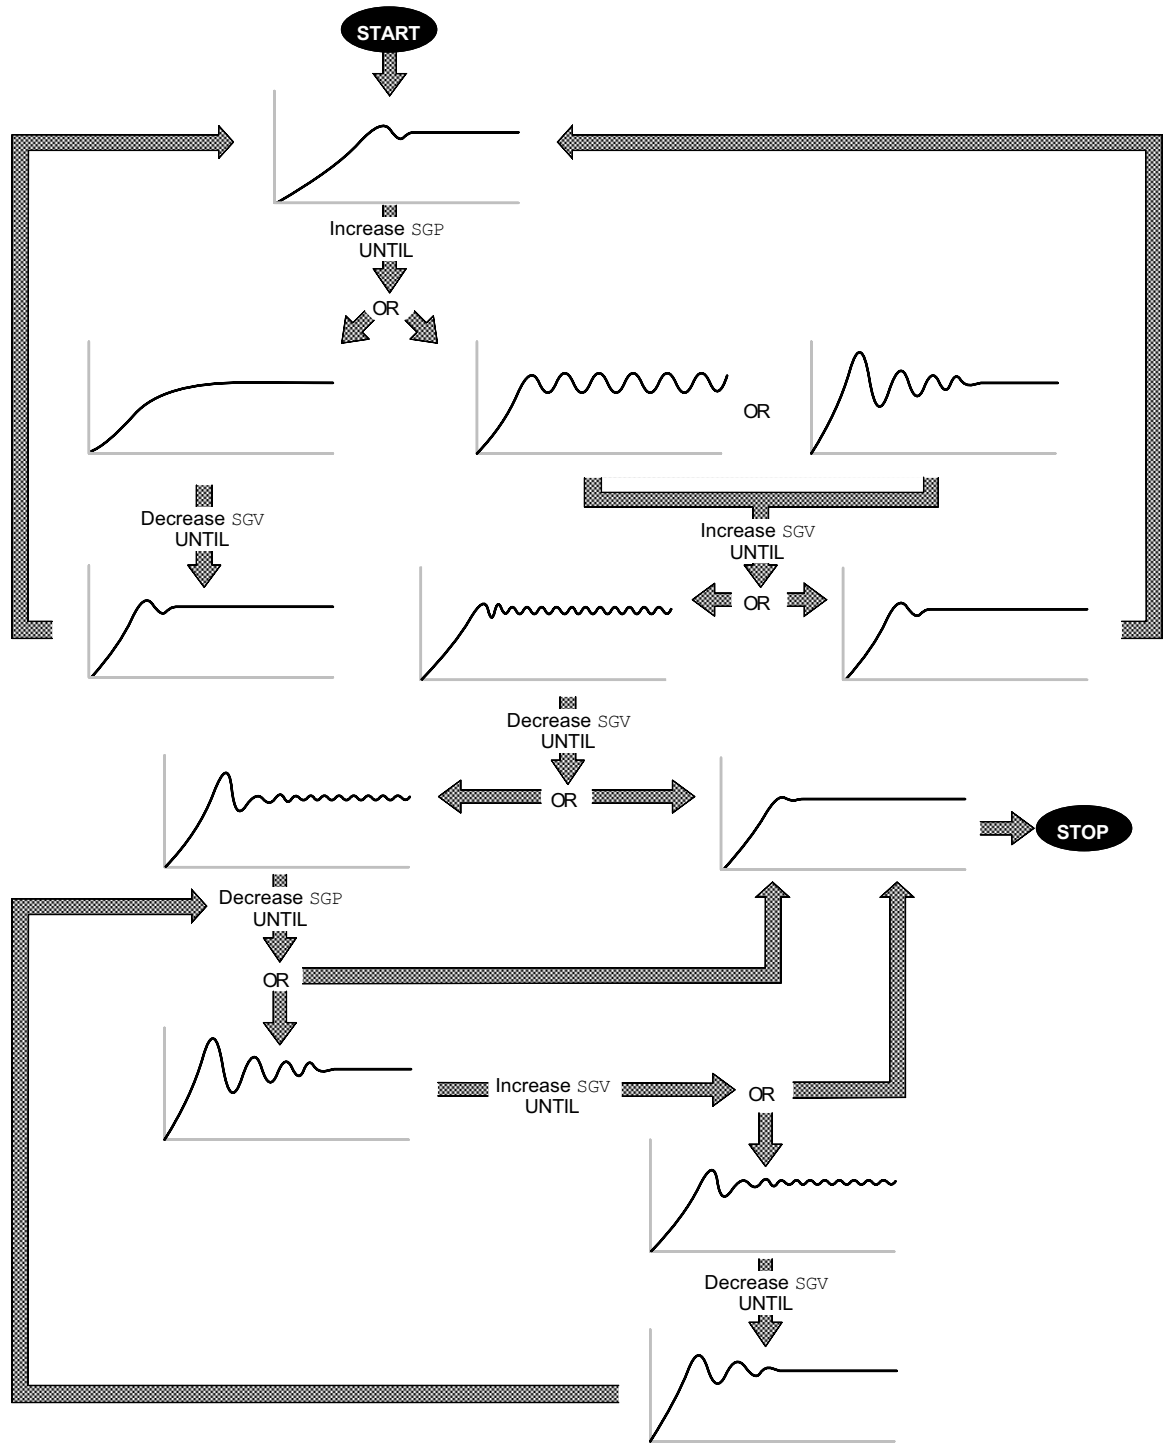 START
Increase SGP
UNTIL
OR
OR
Decrease SGV
UNTIL
Increase SGV
UNTIL
OR
Decrease SGV
UNTIL
OR
STOP
Decrease SGP
UNTIL
OR
Increase SGV
UNTIL
OR
Decrease SGV
UNTIL